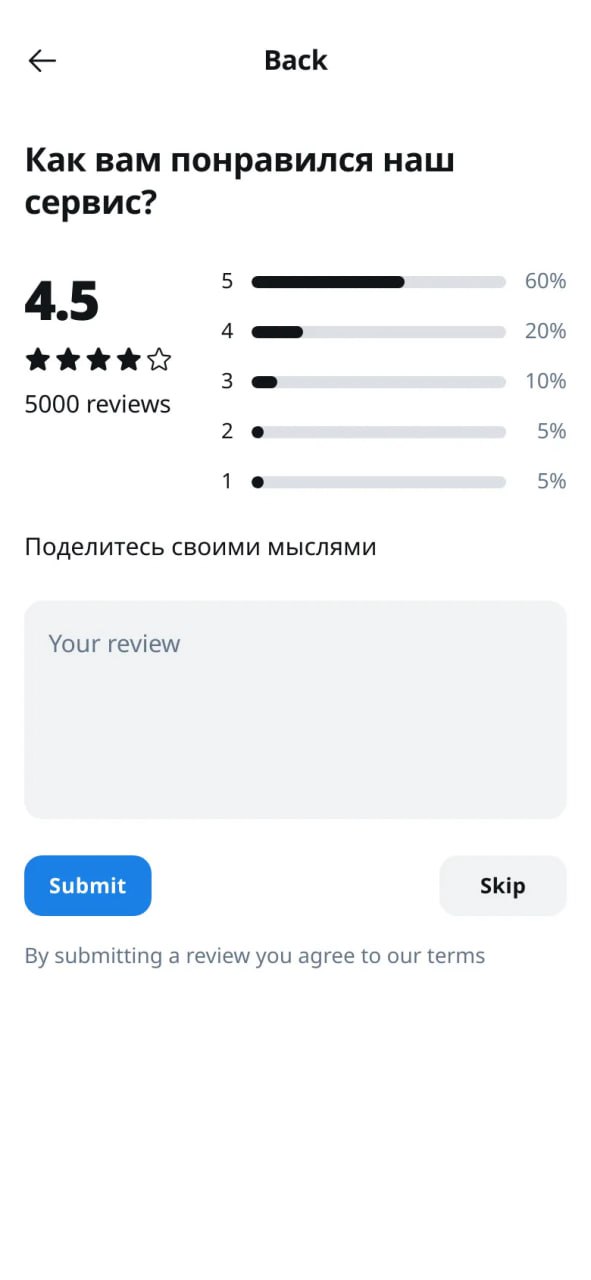 Back
Как вам понравился наш
сервис?
4.5
5000 reviews
5 60%
4 20%
3 10%
2 5%
1 5%
Поделитесь своими мыслями
Your review
Submit
Skip
By submitting a review you agree to our terms